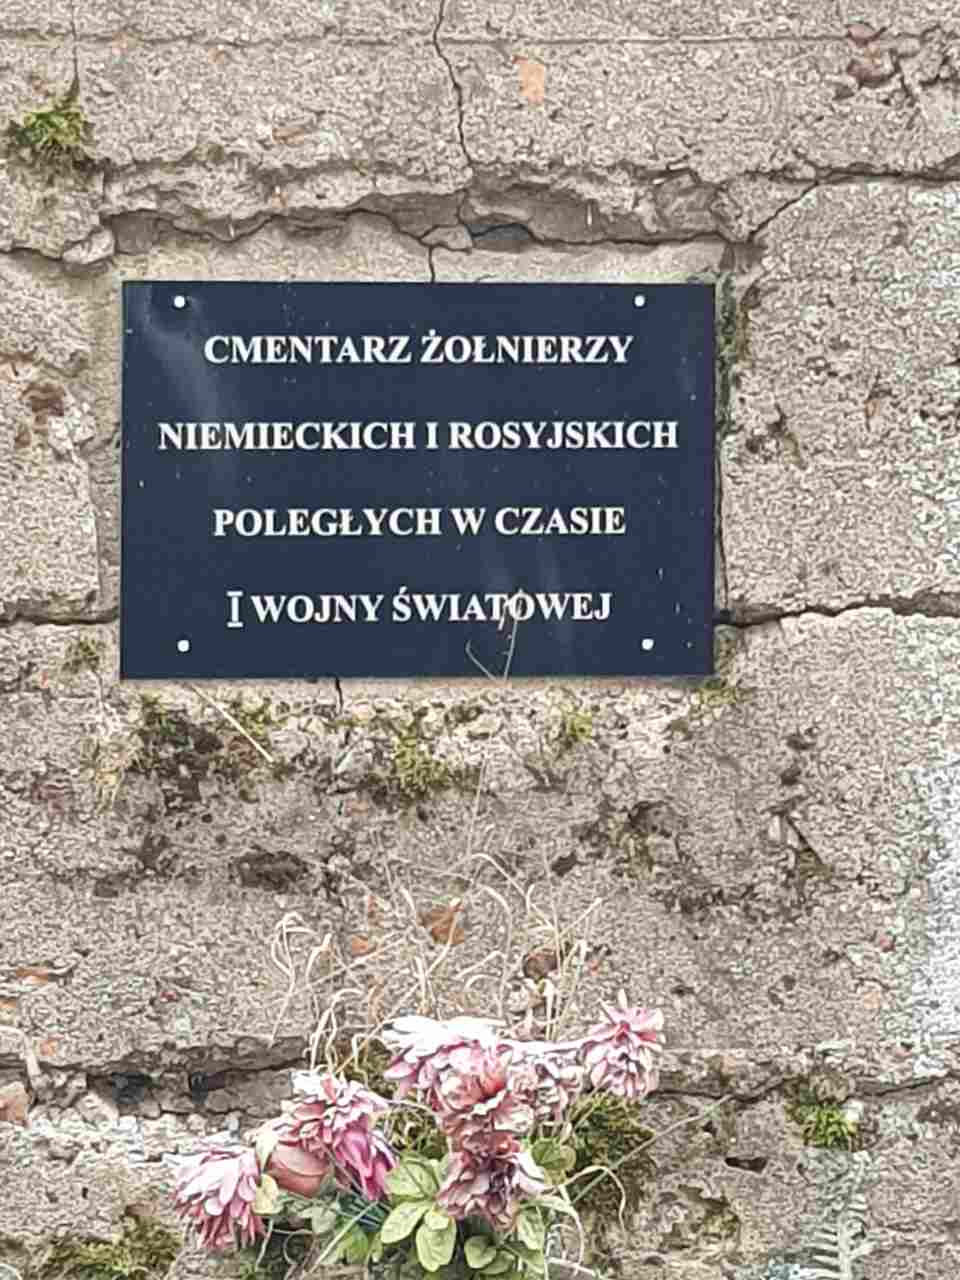 CMENTARZ ŻOŁNIERZY
NIEMIECKICH I ROSYJSKICH
POLEGŁYCH W CZASIE
I WOJNY ŚWIATOWEJ